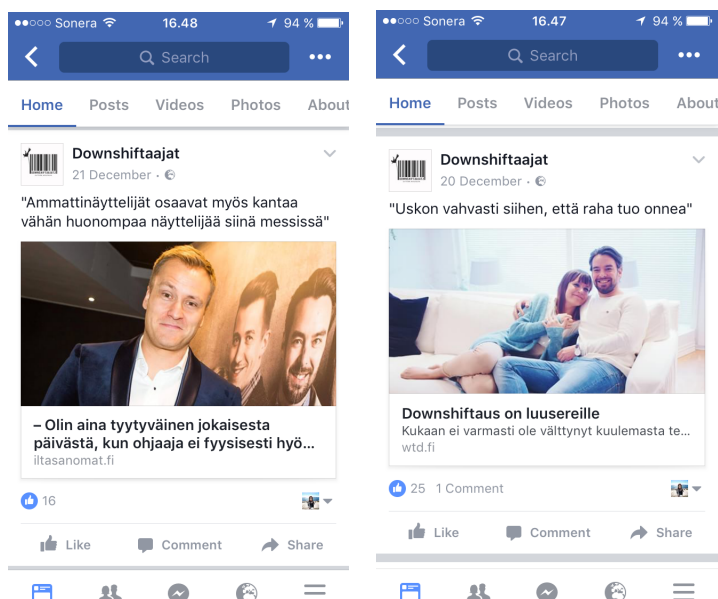 ●●○○○ Sonera 16.48 94 %
Search
Home Posts Videos Photos About
Downshiftaajat
21 December ·
"Ammattinäyttelijät osaavat myös kantaa
vähän huonompaa näyttelijää siinä messissä"
– Olin aina tyytyväinen jokaisesta
päivästä, kun ohjaaja ei fyysisesti hyö...
iltasanomat.fi
16
Like Comment Share
●●○○○ Sonera 16.47 94 %
Search
Home Posts Videos Photos About
Downshiftaajat
20 December ·
"Uskon vahvasti siihen, että raha tuo onnea"
Downshiftaus on luusereille
Kukaan ei varmasti ole välttynyt kuulemasta te...
wtd.fi
25 1 Comment
Like Comment Share